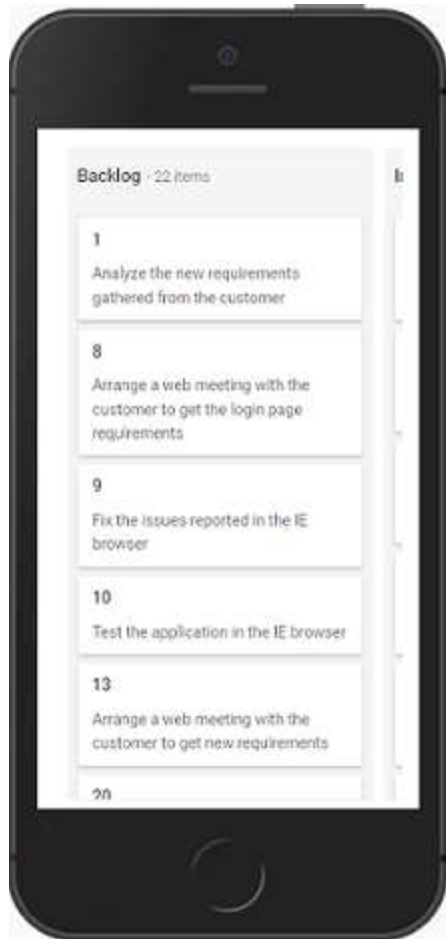 Backlog - 22 items
1
Analyze the new requirements
gathered from the customer
8
Arrange a web meeting with the
customer to get the login page
requirements
9
Fix the issues reported in the IE
browser
10
Test the application in the IE browser
13
Arrange a web meeting with the
customer to get new requirements
20